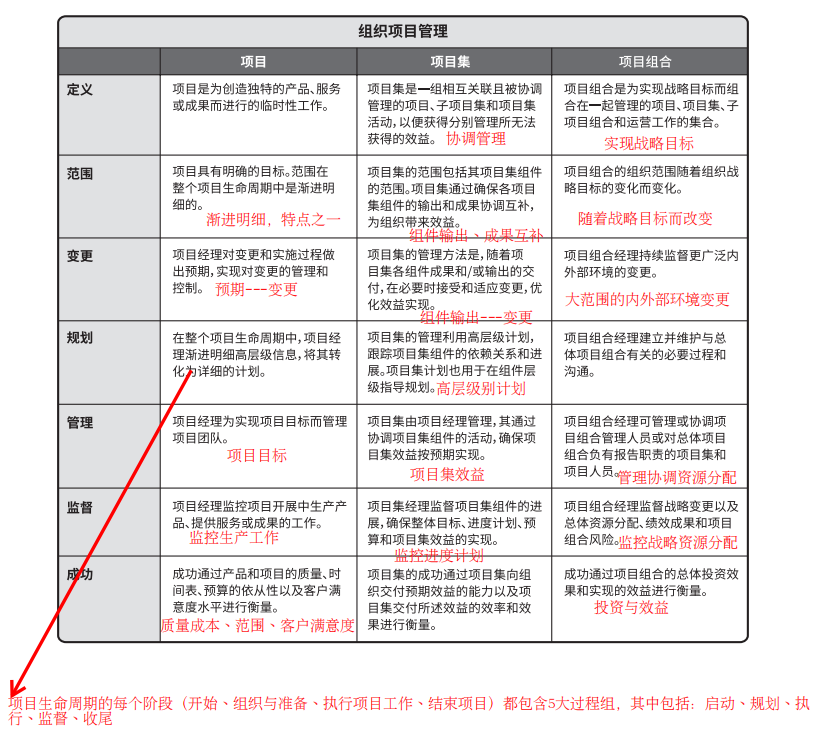 组织项目管理
项目
项目集
项目组合
定义
项目是为创造独特的产品、服务
或成果而进行的临时性工作。
项目集是一组相互关联且被协调
管理的项目、子项目集和项目集
活动，以便获得分别管理所无法
获得的效益。
协调管理
项目组合是为实现战略目标而组
合在一起管理的项目、项目集、子
项目组合和运营工作的集合。
实现战略目标
范围
项目具有明确的目标。范围在
整个项目生命周期中是渐进明
细的。
渐进明细，特点之一
项目集的范围包括其项目集组件
的范围。项目集通过确保各项目
集组件的输出和成果协调互补，
为组织带来效益。
组件输出、成果互补
项目组合的组织范围随着组织战
略目标的变化而变化。
随着战略目标而改变
变更
项目经理对变更和实施过程做
出预期，实现对变更的管理和
控制。
预期---变更
项目集的管理方法是，随着项
目集各组件成果和/或输出的交
付，在必要时接受和适应变更，优
化效益实现。
组件输出---变更
项目组合经理持续监督更广泛内
外部环境的变更。
大范围的内外部环境变更
规划
在整个项目生命周期中，项目经
理渐进明细高层级信息，将其转
化为详细的计划。
项目集的管理利用高层级计划，
跟踪项目集组件的依赖关系和进
展。项目集计划也用于在组件层
级指导规划。
高层级别计划
项目组合经理建立并维护与总
体项目组合有关的必要过程和
沟通。
管理
项目经理为实现项目目标而管理
项目团队。
项目目标
项目集由项目经理管理，其通过
协调项目集组件的活动，确保项
目集效益按预期实现。
项目集效益
项目组合经理可管理或协调项
目组合管理人员或对总体项目
组合负有报告职责的项目集和
项目人员。
管理协调资源分配
监督
项目经理监控项目开展中生产产
品、提供服务或成果的工作。
监控生产工作
项目集经理监督项目集组件的进
展，确保整体目标、进度计划、预
算和项目集效益的实现。
监控进度计划
项目组合经理监督战略变更以及
总体资源分配、绩效成果和项目
组合风险。
监控战略资源分配
成功
成功通过产品和项目的质量、时
间表、预算的依从性以及客户满
意度水平进行衡量。
质量成本、范围、客户满意度
项目集的成功通过项目集向组
织交付预期效益的能力以及项
目集交付所述效益的效率和效
果进行衡量。
成功通过项目组合的总体投资效
果和实现的效益进行衡量。
投资与效益
项目生命周期的每个阶段（开始、组织与准备、执行项目工作、结束项目）都包含5大过程组，其中包括：启动、规划、执
行、监督、收尾